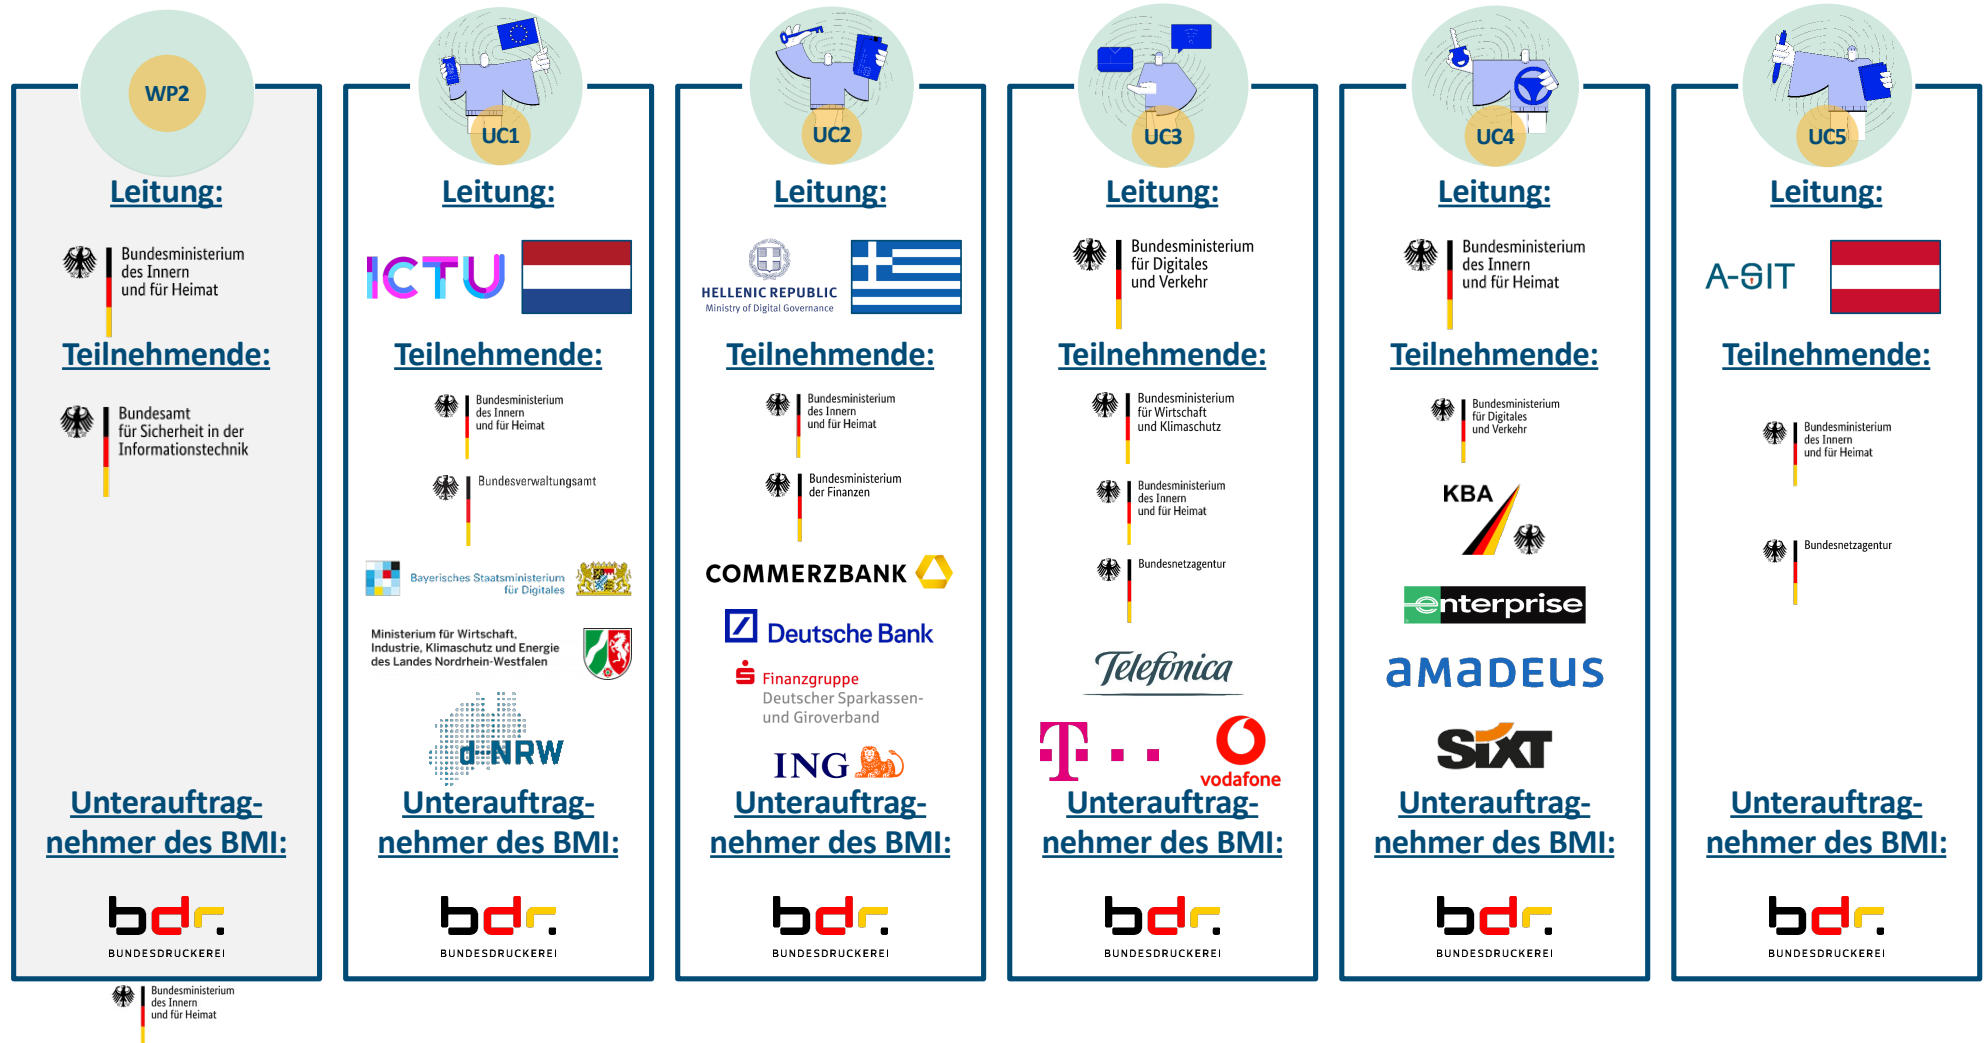 WP2
Leitung:
Bundesministerium
des Innern
und für Heimat
Teilnehmende:
Bundesamt
für Sicherheit in der
Informationstechnik
Unterauftrag-
nehmer des BMI:
bdr.
BUNDESDRUCKEREI
Bundesministerium
des Innern
und für Heimat
UC1
Leitung:
ICTU
Teilnehmende:
Bundesministerium
des Innern
und für Heimat
Bundesverwaltungsamt
Bayerisches Staatsministerium
für Digitales
Ministerium für Wirtschaft,
Industrie, Klimaschutz und Energie
des Landes Nordrhein-Westfalen
d-NRW
Unterauftrag-
nehmer des BMI:
bdr.
BUNDESDRUCKEREI
UC2
Leitung:
HELLENIC REPUBLIC
Ministry of Digital Governance
Teilnehmende:
Bundesministerium
des Innern
und für Heimat
Bundesministerium
der Finanzen
COMMERZBANK
Deutsche Bank
Finanzgruppe
Deutscher Sparkassen-
und Giroverband
ING
Unterauftrag-
nehmer des BMI:
bdr.
BUNDESDRUCKEREI
UC3
Leitung:
Bundesministerium
für Digitales
und Verkehr
Teilnehmende:
Bundesministerium
für Wirtschaft
und Klimaschutz
Bundesministerium
des Innern
und für Heimat
Bundesnetzagentur
Telefónica
T
vodafone
Unterauftrag-
nehmer des BMI:
bdr.
BUNDESDRUCKEREI
UC4
Leitung:
Bundesministerium
des Innern
und für Heimat
Teilnehmende:
Bundesministerium
für Digitales
und Verkehr
KBA
enterprise
aMaDEUS
SIXT
Unterauftrag-
nehmer des BMI:
bdr.
BUNDESDRUCKEREI
UC5
Leitung:
A-SIT
Teilnehmende:
Bundesministerium
des Innern
und für Heimat
Bundesnetzagentur
Unterauftrag-
nehmer des BMI:
bdr.
BUNDESDRUCKEREI